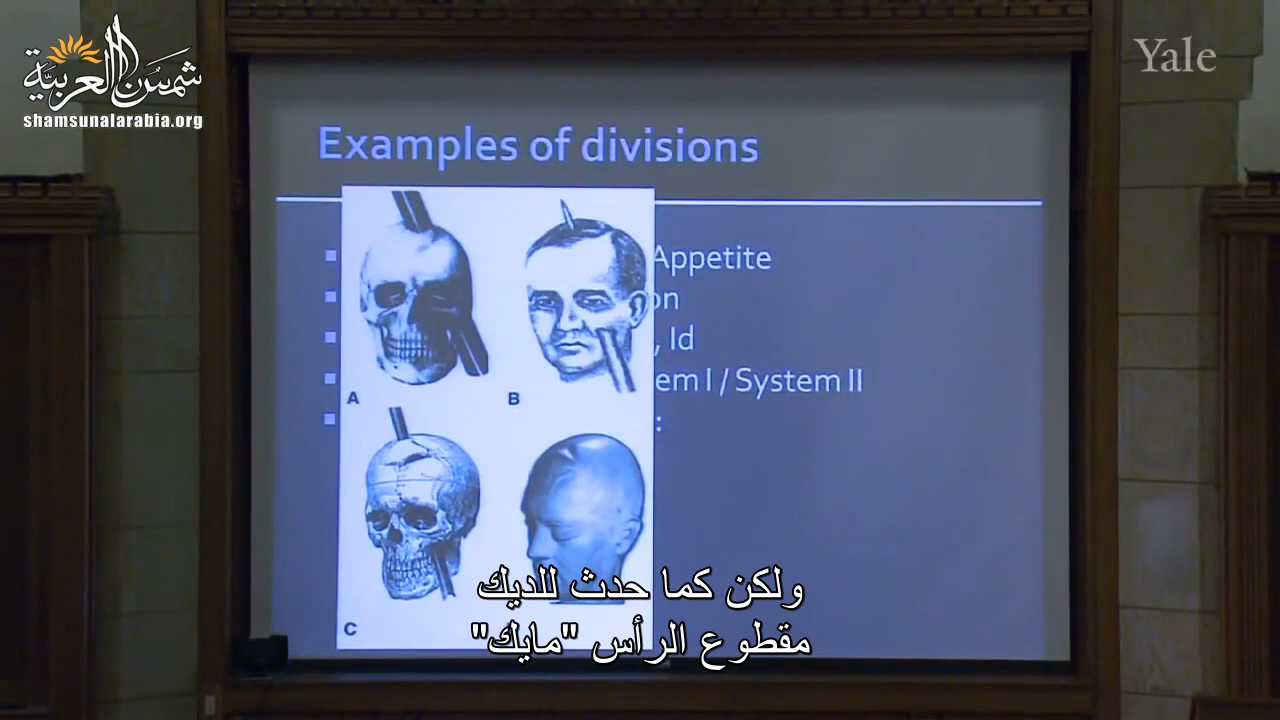 شمس العربية
shamsunalarabia.org
Yale
Examples of divisions
Appetite
on
, Id
em I / System II
:
A
B
C
ولكن كما حدث للديك
مقطوع الرأس "مايك"